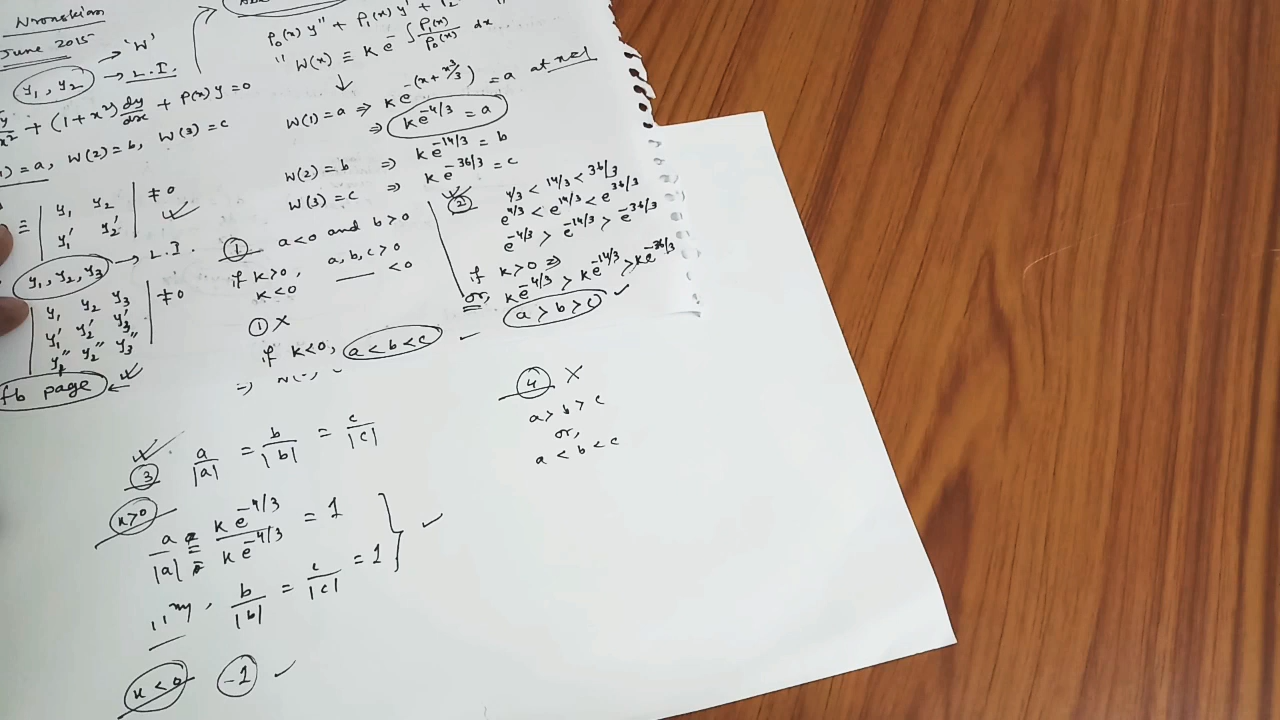 Wronskian
June 2015
y₁, y₂ → 'W'
→ L.I.
+ (1+x²) dy/dx + P(x) y = 0
= a, W(2) = b, W(3) = c
≡ | y₁ y₂ | ≠ 0
| y₁' y₂' |
y₁, y₂, y₃ → L.I.
| y₁ y₂ y₃ | ≠ 0
| y₁' y₂' y₃' |
| y₁'' y₂'' y₃'' |
fb page ←
P₀(x) y'' + P₁(x) y' +
" W(x) ≡ k e^-∫ P₁(x)/P₀(x) dx
↓
W(1) = a ⇒ k e^-(x + x³/3) = a at x=1
⇒ k e^-4/3 = a
W(2) = b ⇒ k e^-14/3 = b
W(3) = c ⇒ k e^-36/3 = c
① a<0 and b>0
if k>0, a, b, c >0
k<0 —— <0
① X
if k<0, a<b<c
②
4/3 < 14/3 < 36/3
e^4/3 < e^14/3 < e^36/3
e^-4/3 > e^-14/3 > e^-36/3
if k>0 ⇒
or, k e^-4/3 > k e^-14/3 > k e^-36/3
a > b > c
③ a/|a| = b/|b| = c/|c|
k>0
a/|a| = k e^-4/3 / k e^-4/3 = 1
,, my, b/|b| = c/|c| = 1
k<0 -1
④ X
a > b > c
or,
a < b < c